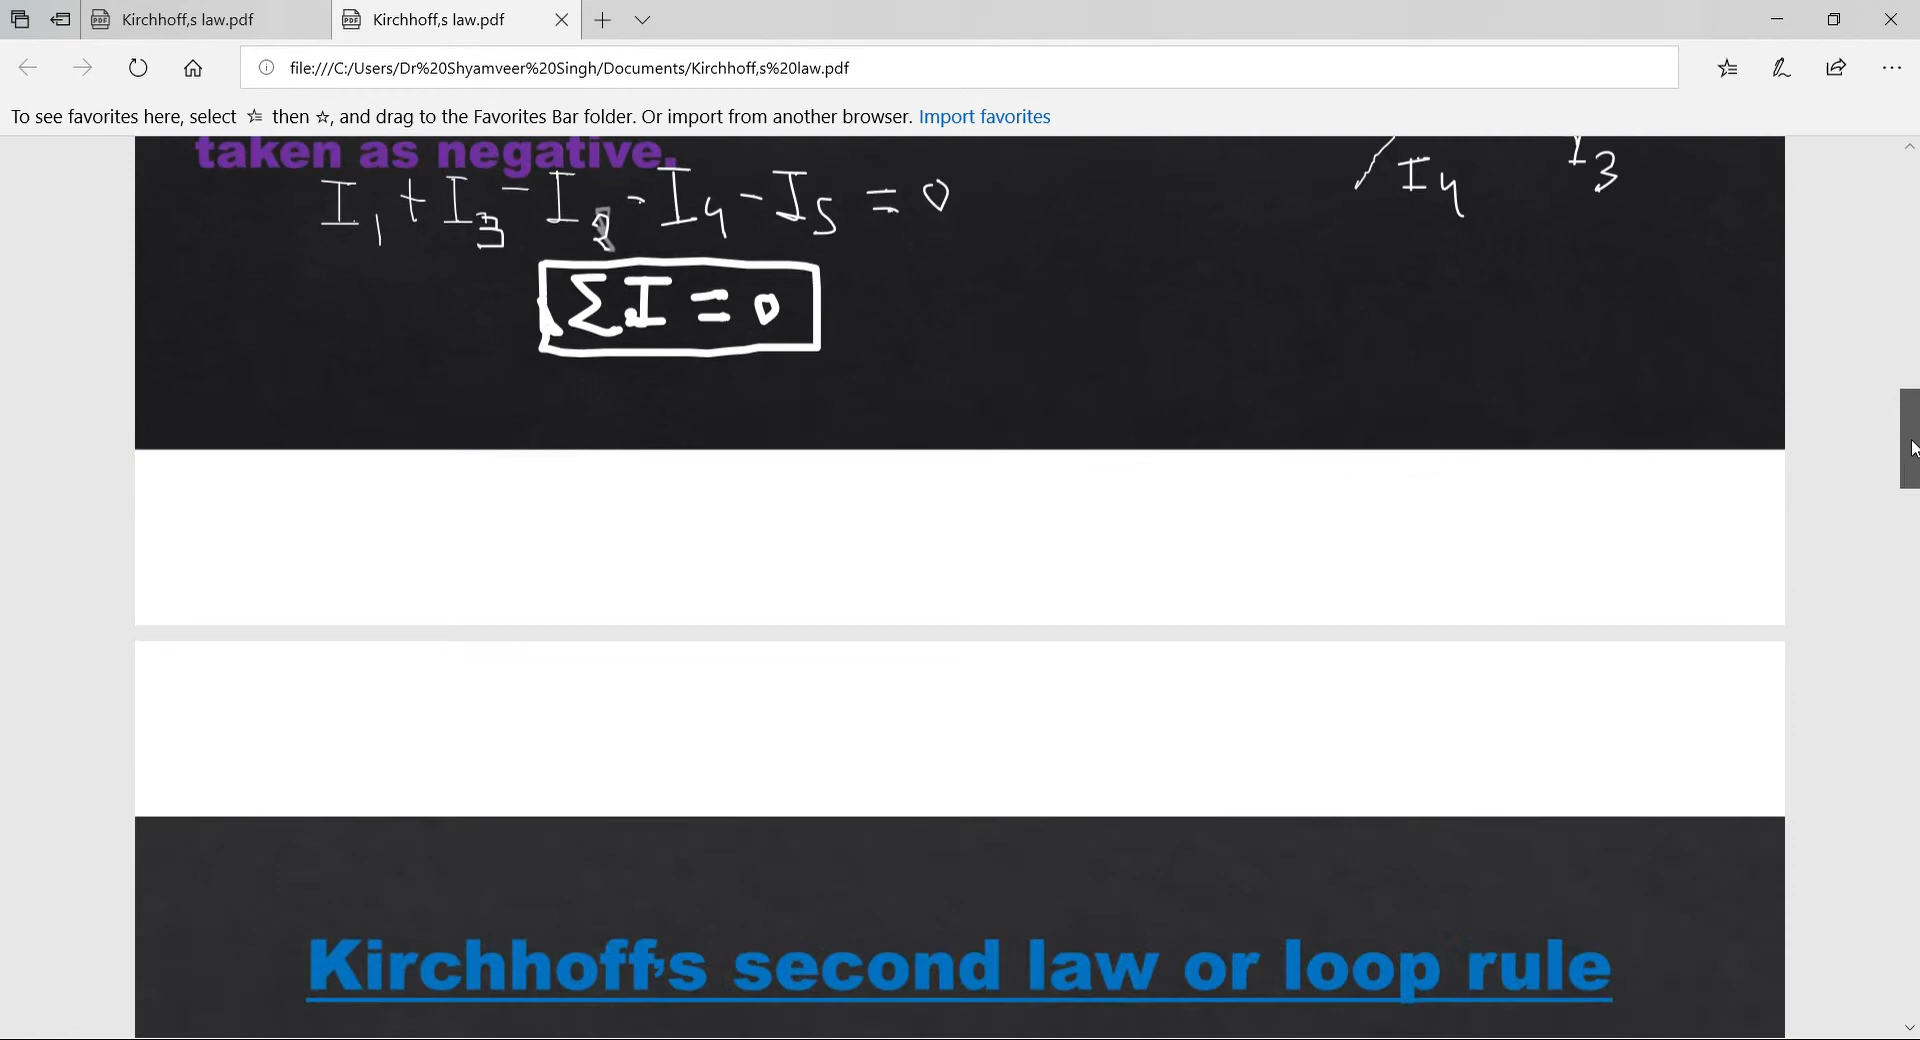 Kirchhoff,s law.pdf
Kirchhoff,s law.pdf
file:///C:/Users/Dr%20Shyamveer%20Singh/Documents/Kirchhoff,s%20law.pdf
To see favorites here, select ☆ then ☆, and drag to the Favorites Bar folder. Or import from another browser. Import favorites
taken as negative.
I₄ I₃
I₁ + I₃ - I - I₄ - I₅ = 0
ΣI = 0
Kirchhoff,s second law or loop rule